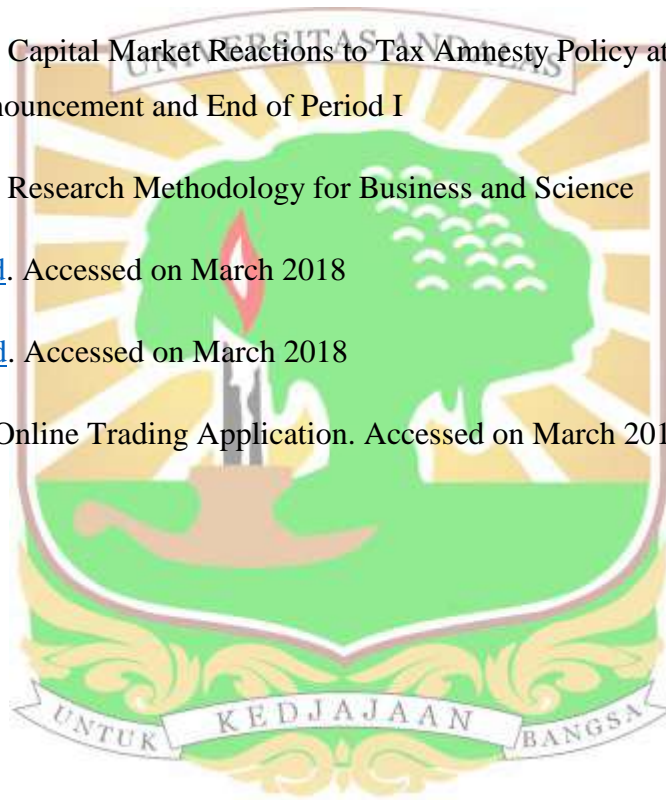 UNIVERSITAS ANDALAS
Capital Market Reactions to Tax Amnesty Policy at
nouncement and End of Period I
Research Methodology for Business and Science
d. Accessed on March 2018
d. Accessed on March 2018
Online Trading Application. Accessed on March 201
UNTUK KEDJAJAAN BANGSA